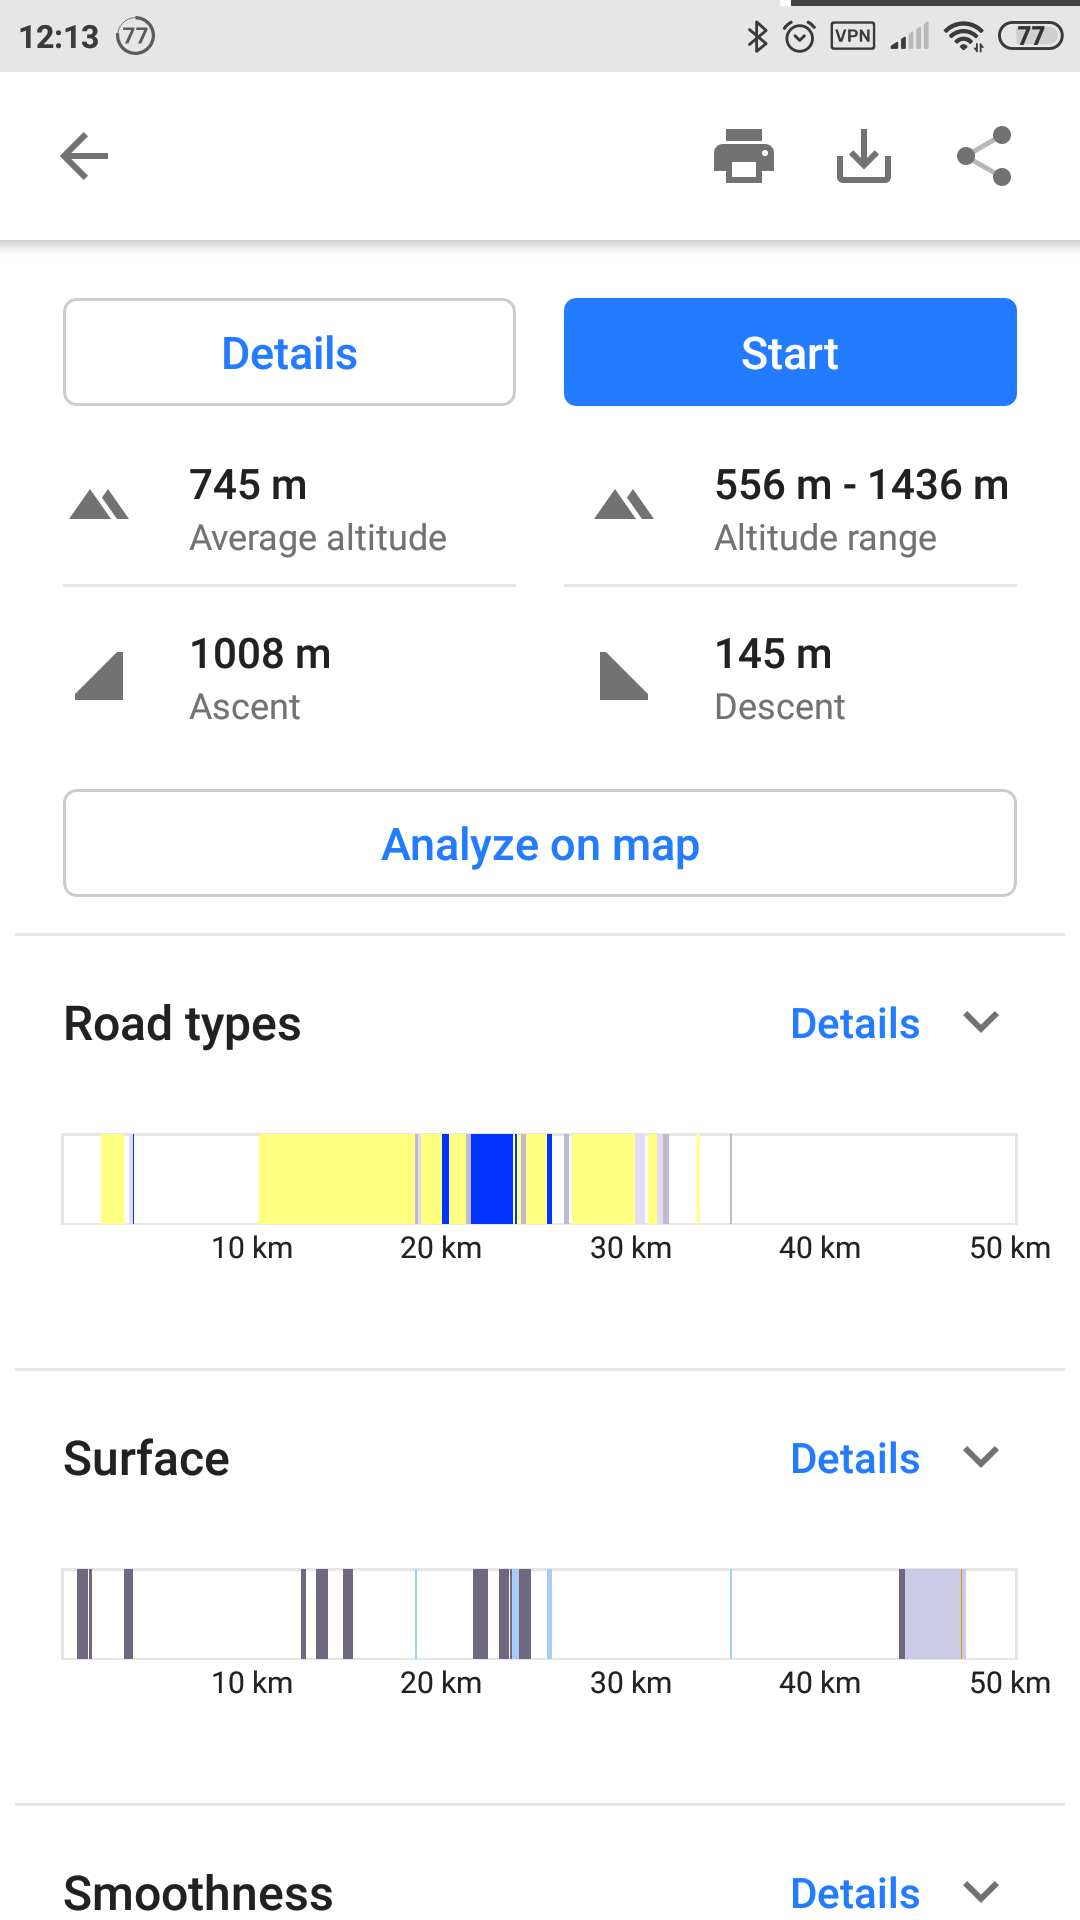 12:13 77 VPN 77
Details Start
745 m 556 m - 1436 m
Average altitude Altitude range
1008 m 145 m
Ascent Descent
Analyze on map
Road types Details
10 km 20 km 30 km 40 km 50 km
Surface Details
10 km 20 km 30 km 40 km 50 km
Smoothness Details